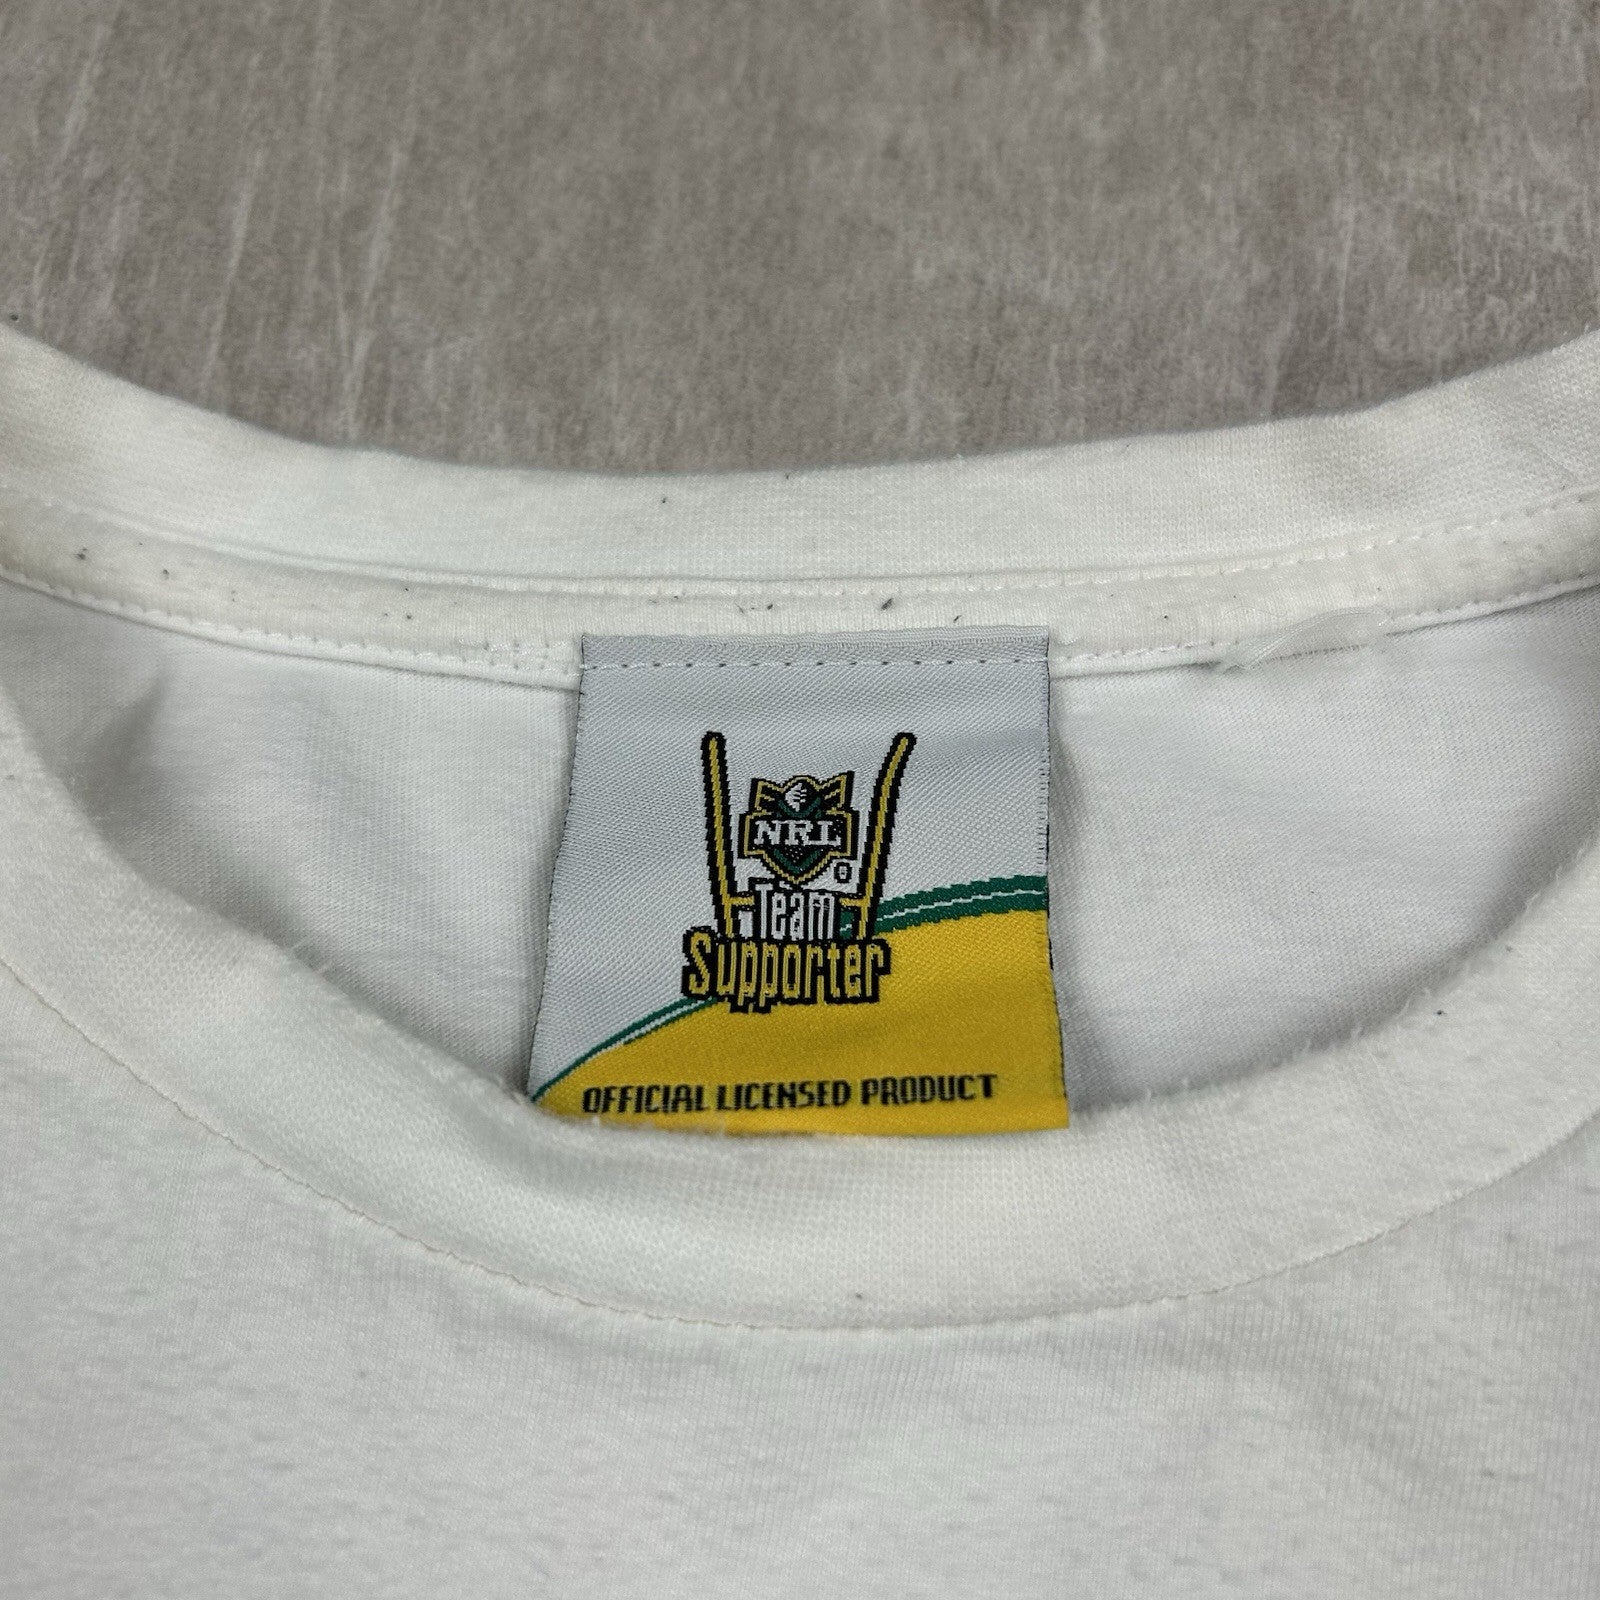 NRL
®
Team
Supporter
OFFICIAL LICENSED PRODUCT